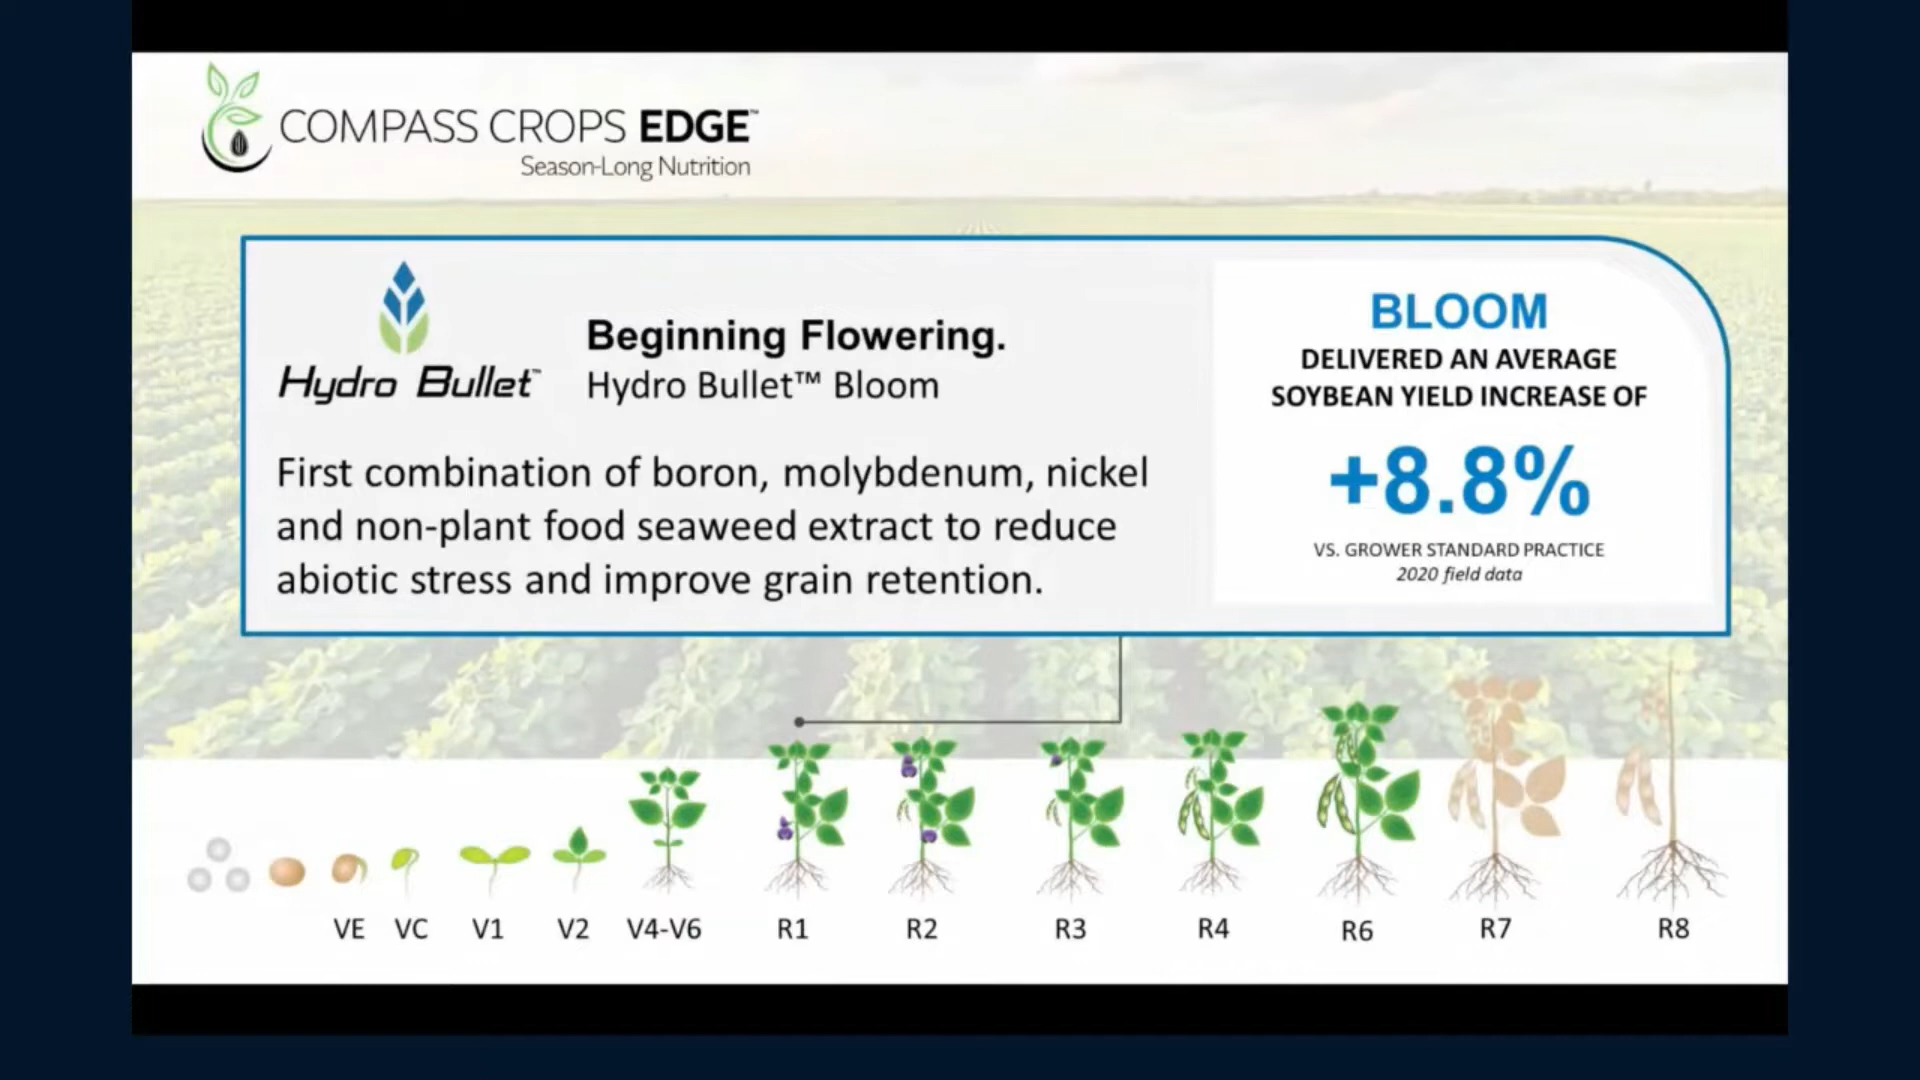 COMPASS CROPS EDGE™
Season-Long Nutrition
Hydro Bullet™
Beginning Flowering.
Hydro Bullet™ Bloom
First combination of boron, molybdenum, nickel
and non-plant food seaweed extract to reduce
abiotic stress and improve grain retention.
BLOOM
DELIVERED AN AVERAGE
SOYBEAN YIELD INCREASE OF
+8.8%
VS. GROWER STANDARD PRACTICE
2020 field data
VE VC V1 V2 V4-V6 R1 R2 R3 R4 R6 R7 R8